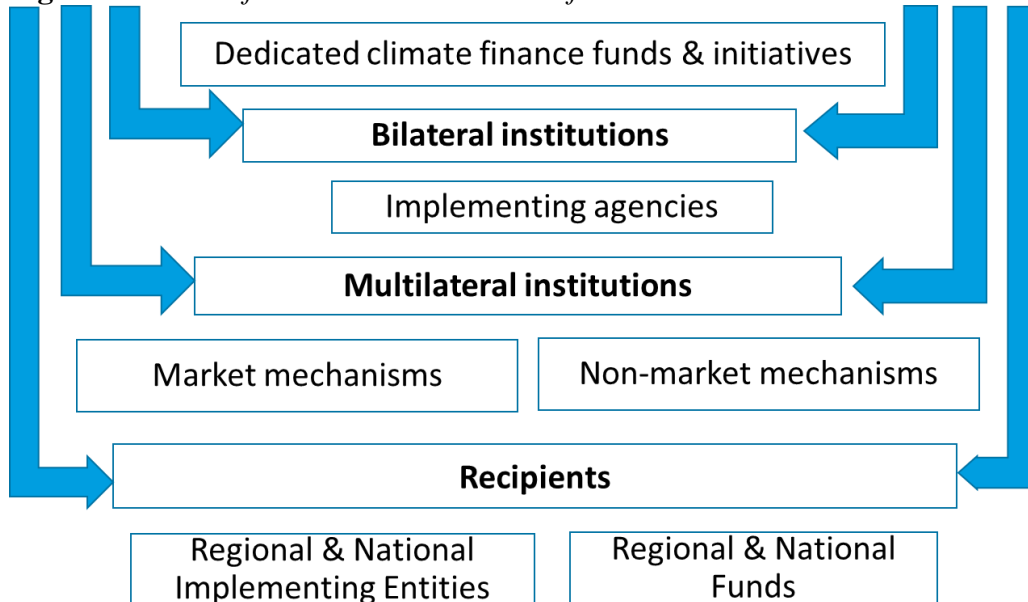 Dedicated climate finance funds & initiatives
Bilateral institutions
Implementing agencies
Multilateral institutions
Market mechanisms
Non-market mechanisms
Recipients
Regional & National
Implementing Entities
Regional & National
Funds